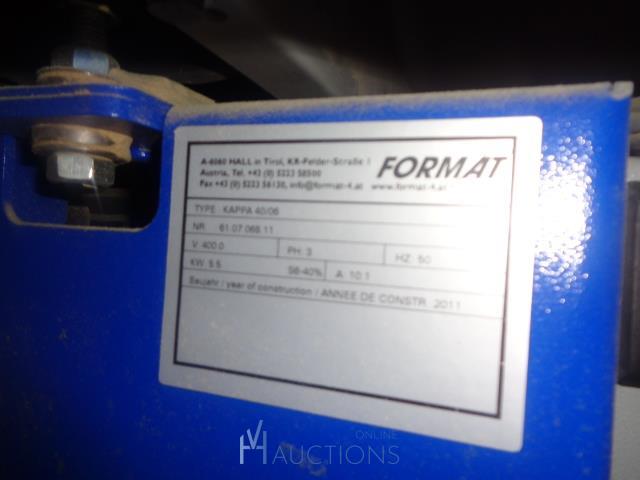 A-6060 HALL in Tirol, KR-Felder-Straße 1
Austria, Tel. +43 (0) 5223 58500
Fax +43 (0) 5223 56130, info@format-4.at www.format-4.at
FORMAT
TYPE : KAPPA 40/06
NR. 61.07.068.11
V: 400.0 PH: 3 HZ: 50
KW: 5.5 S6-40% A: 10.1
Baujahr / year of construction / ANNEE DE CONSTR. 2011
ONLINE
AUCTIONS